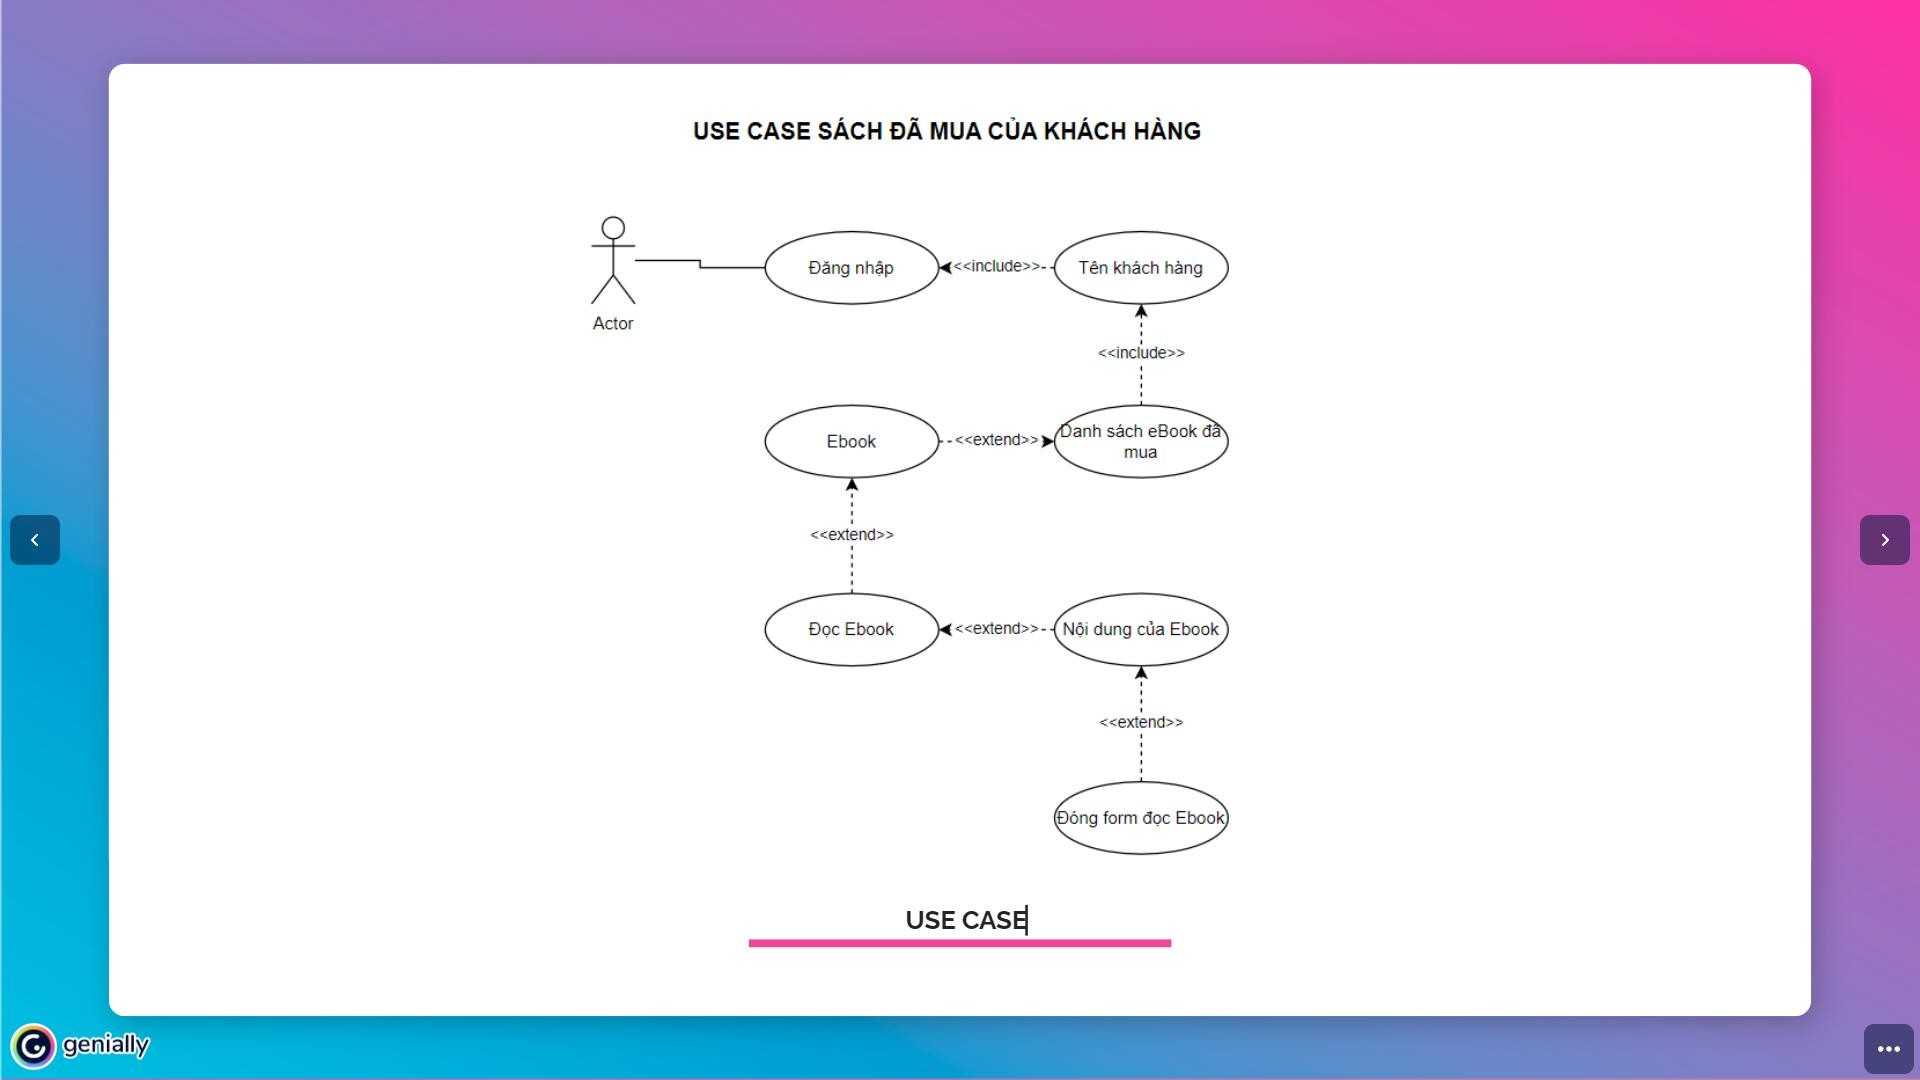 USE CASE SÁCH ĐÃ MUA CỦA KHÁCH HÀNG
Actor
Đăng nhập
<<include>>
Tên khách hàng
<<include>>
Ebook
<<extend>>
Danh sách eBook đã
mua
<<extend>>
Đọc Ebook
<<extend>>
Nội dung của Ebook
<<extend>>
Đóng form đọc Ebook
USE CASE
genially